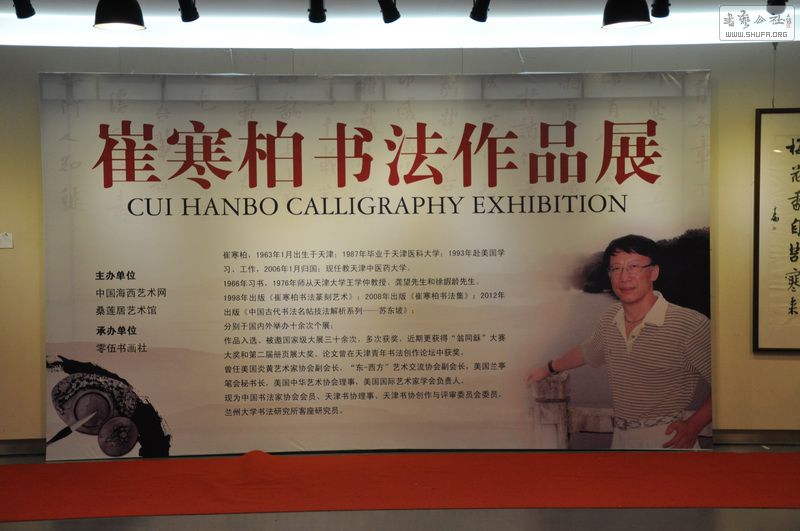 書藝公社
WWW.SHUFA.ORG
崔寒柏书法作品展
CUI HANBO CALLIGRAPHY EXHIBITION
崔寒柏，1963年1月出生于天津；1987年毕业于天津医科大学；1993年赴美国学
习、工作，2006年1月归国；现任教天津中医药大学。
1966年习书，1976年师从天津大学王学仲教授、龚望先生和徐嘏龄先生。
1998年出版《崔寒柏书法篆刻艺术》；2008年出版《崔寒柏书法集》；2012年
出版《中国古代书法名帖技法解析系列——苏东坡》；
分别于国内外举办十余次个展；
作品入选、被邀国家级大展三十余次，多次获奖，近期更获得“翁同龢”大赛
大奖和第二届册页展大奖。论文曾在天津青年书法创作论坛中获奖。
曾任美国炎黄艺术家协会副会长，“东-西方”艺术交流协会副会长，美国兰亭
笔会秘书长，美国中华艺术协会理事，美国国际艺术家学会负责人。
现为中国书法家协会会员、天津书协理事、天津书协创作与评审委员会委员，
兰州大学书法研究所客座研究员。
主办单位
中国海西艺术网
桑莲居艺术馆
承办单位
零伍书画社
梅花香自苦寒来